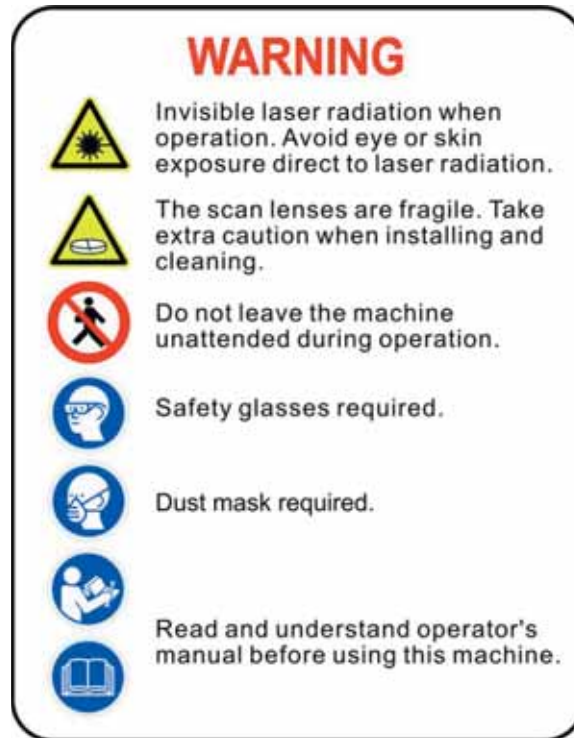 WARNING
Invisible laser radiation when
operation. Avoid eye or skin
exposure direct to laser radiation.
The scan lenses are fragile. Take
extra caution when installing and
cleaning.
Do not leave the machine
unattended during operation.
Safety glasses required.
Dust mask required.
Read and understand operator's
manual before using this machine.